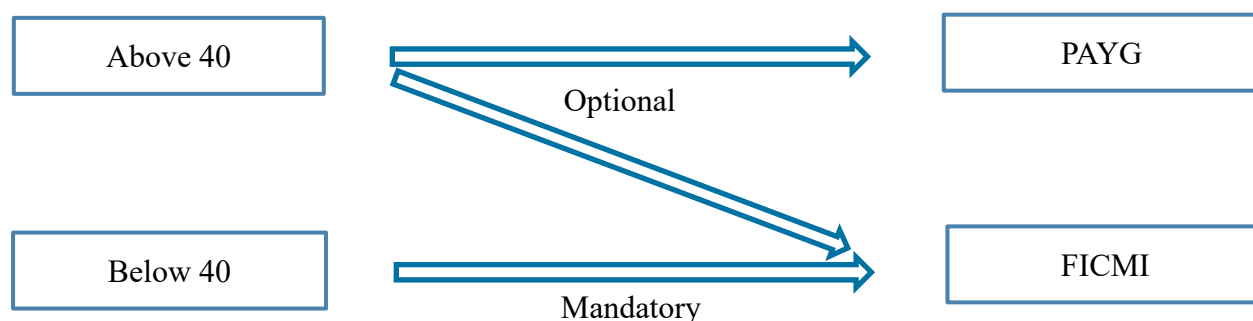 Above 40
PAYG
Optional
Below 40
FICMI
Mandatory